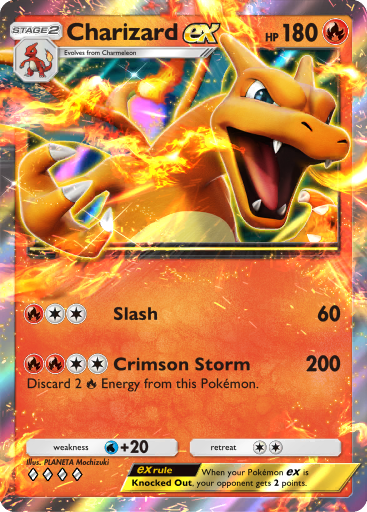 STAGE 2
Charizard ex
HP 180
Evolves from Charmeleon
Slash 60
Crimson Storm 200
Discard 2 Energy from this Pokémon.
weakness +20
retreat
Illus. PLANETA Mochizuki
ex rule
When your Pokémon ex is
Knocked Out, your opponent gets 2 points.